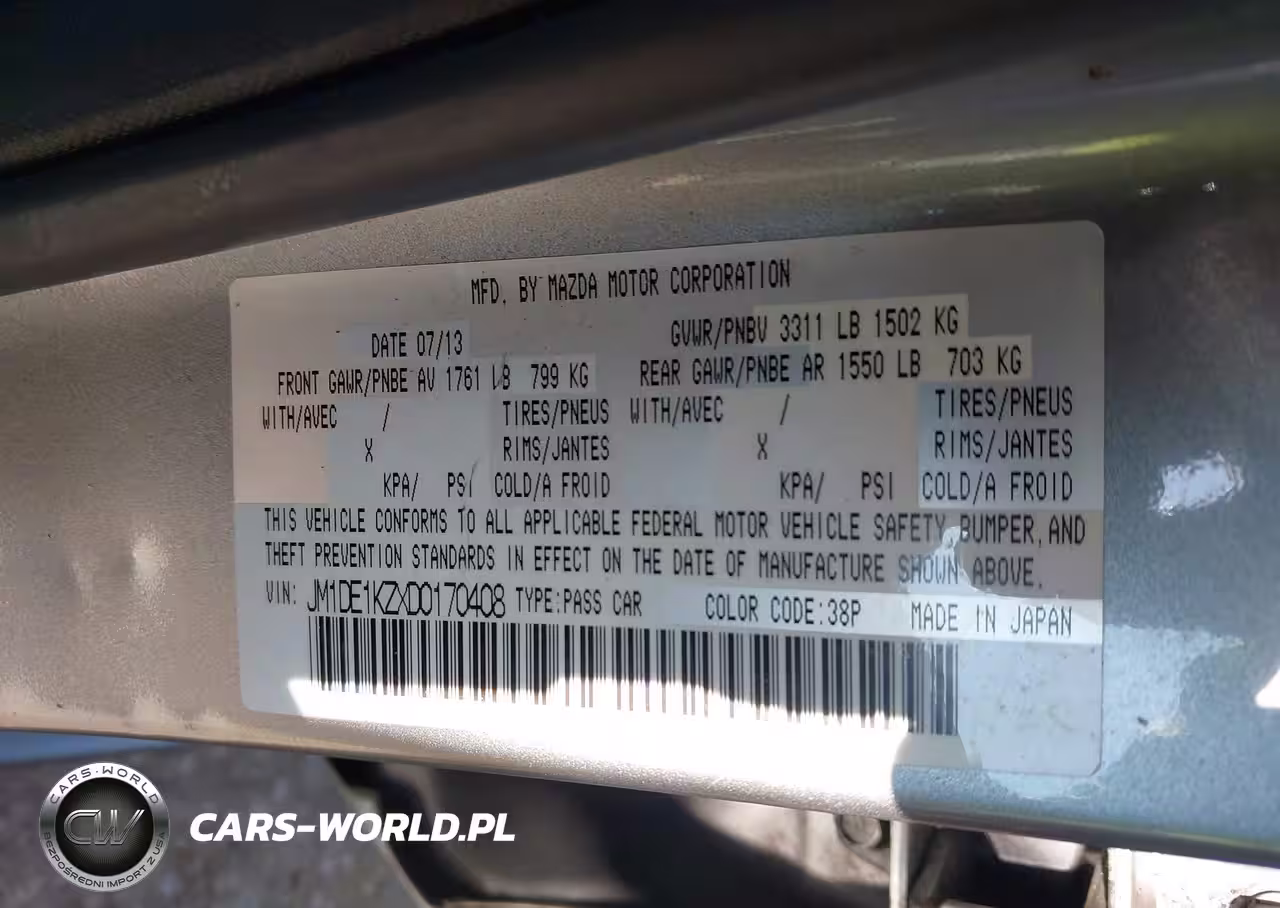 MFD. BY MAZDA MOTOR CORPORATION
DATE 07/13 GVWR/PNBV 3311 LB 1502 KG
FRONT GAWR/PNBE AV 1761 LB 799 KG REAR GAWR/PNBE AR 1550 LB 703 KG
WITH/AVEC / TIRES/PNEUS WITH/AVEC / TIRES/PNEUS
X RIMS/JANTES X RIMS/JANTES
KPA/ PSI COLD/A FROID KPA/ PSI COLD/A FROID
THIS VEHICLE CONFORMS TO ALL APPLICABLE FEDERAL MOTOR VEHICLE SAFETY, BUMPER, AND
THEFT PREVENTION STANDARDS IN EFFECT ON THE DATE OF MANUFACTURE SHOWN ABOVE.
VIN: JM1DE1KZXD0170408 TYPE:PASS CAR COLOR CODE:38P MADE IN JAPAN
CARS-WORLD
CW
BEZPOŚREDNI IMPORT Z USA
CARS-WORLD.PL